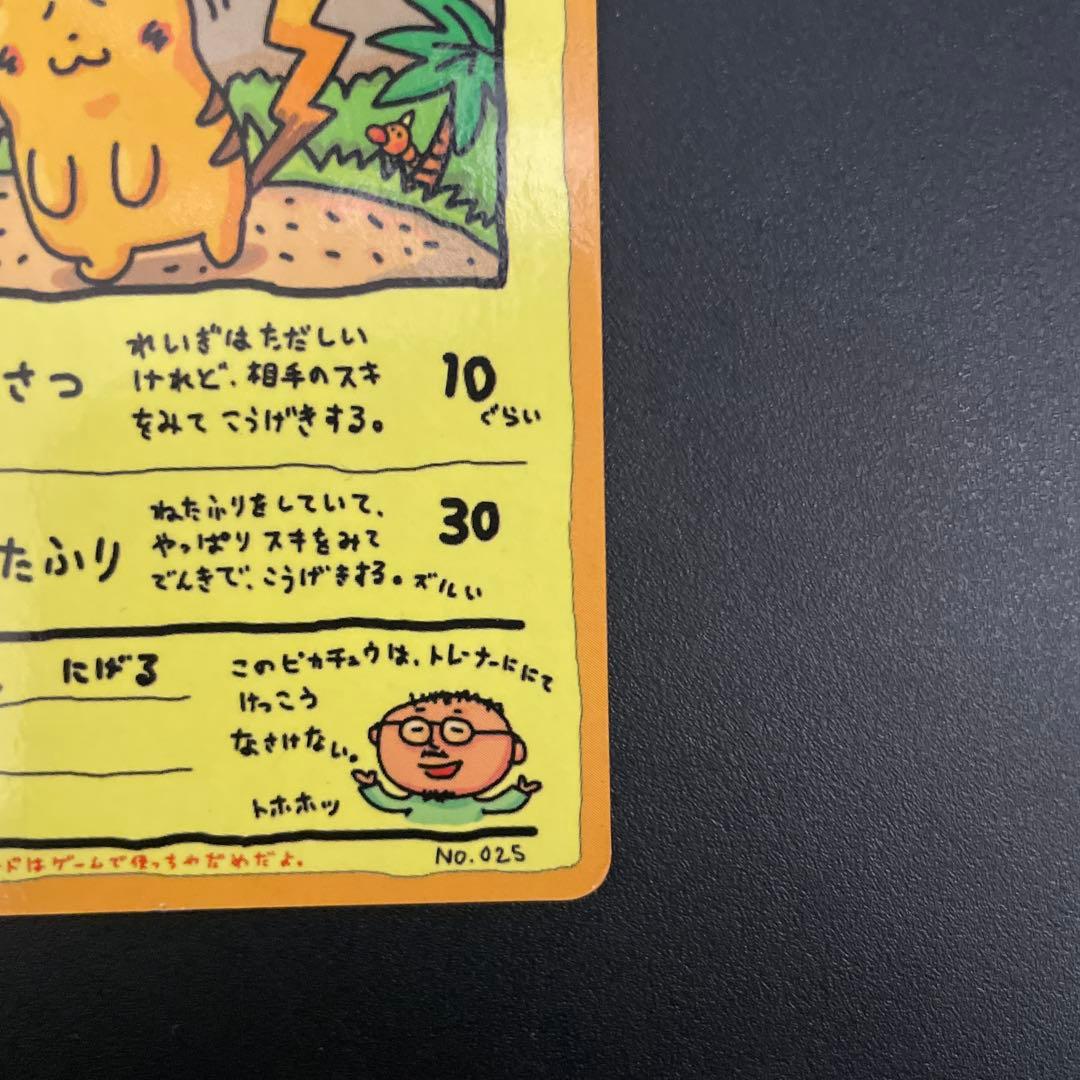 さつ
れいぎは ただしい
けれど、相手のスキ
をみて こうげきする。
10
ぐらい
たふり
ねたふりをしていて、
やっぱり スキをみて
でんきで、こうげきする。ズルい
30
にげる
このピカチュウは、トレーナーににて
けっこう
なさけない。
トホホッ
ードはゲームで使っちゃだめだよ。
NO.025